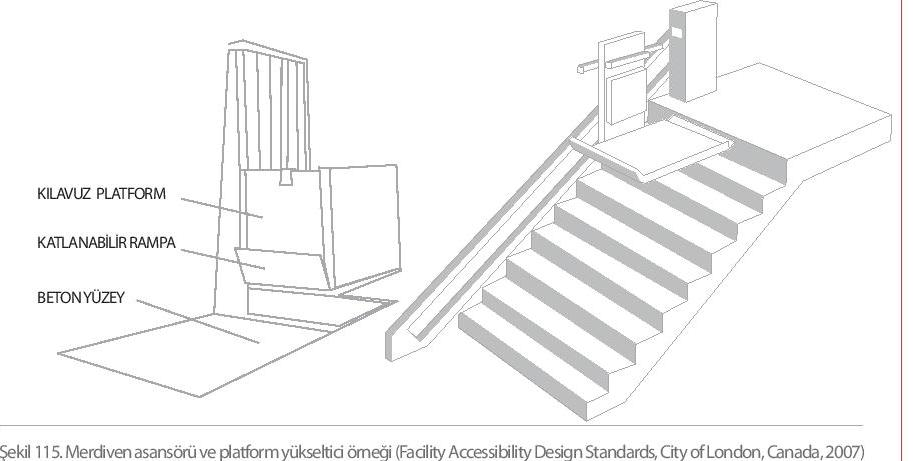 KILAVUZ PLATFORM
KATLANABİLİR RAMPA
BETON YÜZEY
Şekil 115. Merdiven asansörü ve platform yükseltici örneği (Facility Accessibility Design Standards, City of London, Canada, 2007)